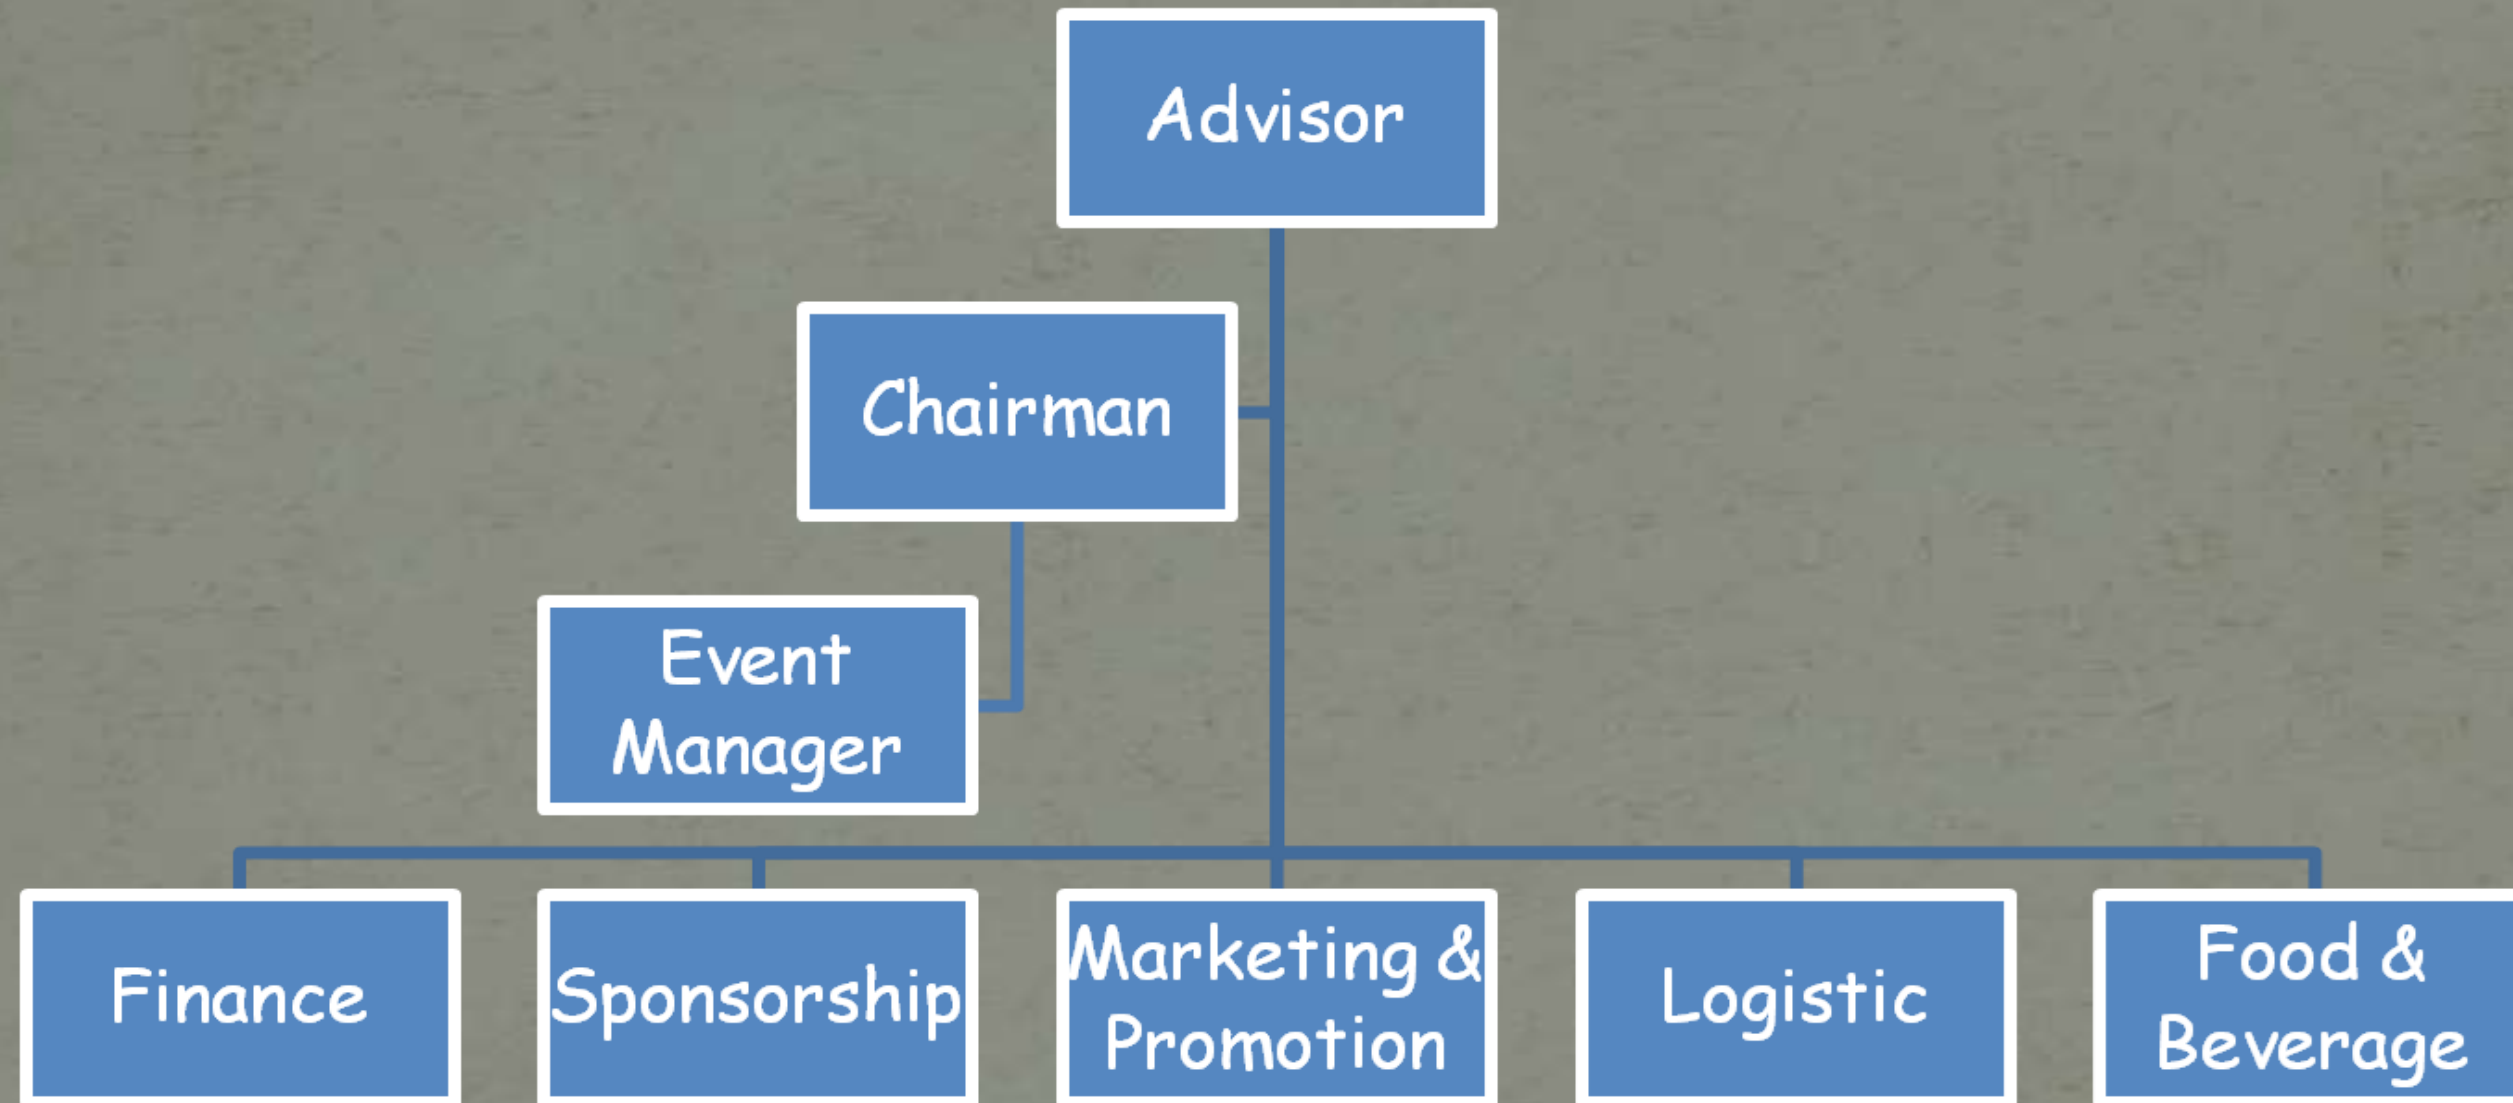 Advisor
Chairman
Event
Manager
Finance
Sponsorship
Marketing &
Promotion
Logistic
Food &
Beverage